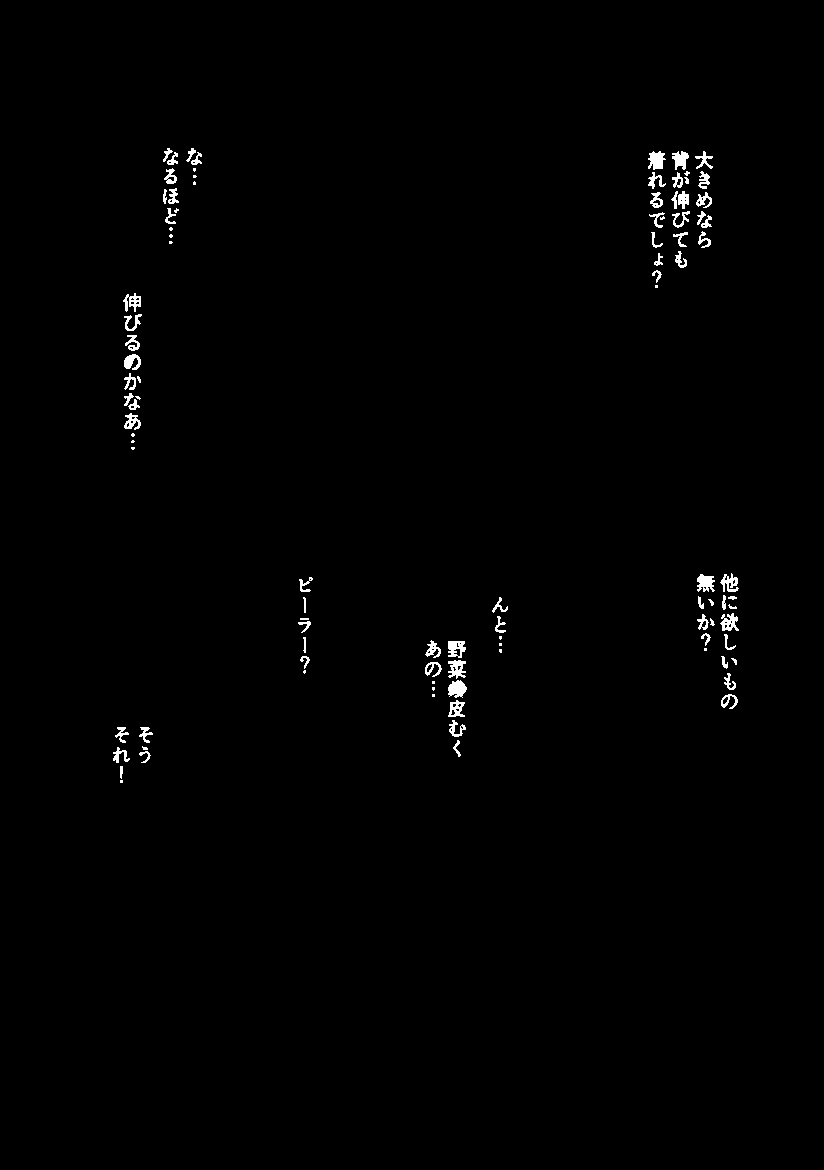 大きめなら
背が伸びても
着れるでしょ？
な…
なるほど…
伸びるのかなあ…
他に欲しいもの
無いか？
んと…
野菜の皮むく
あの…
ピーラー？
そう
それ！